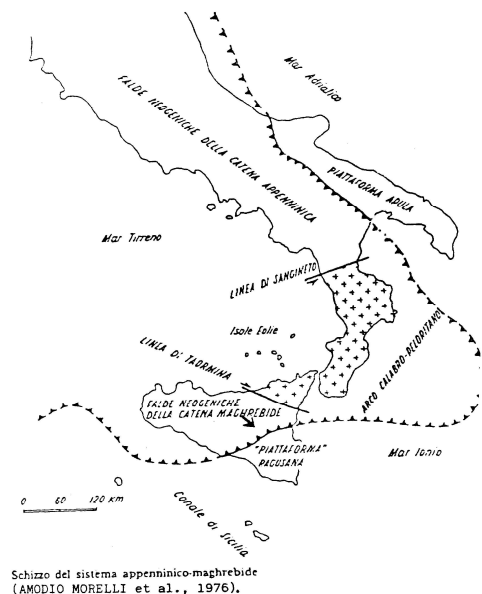 Mar Adriatico
FALDE NEOGENICHE DELLA CATENA APPENNINICA
PIATTAFORMA APULA
Mar Tirreno
LINEA DI SANGINETO
Isole Eolie
LINEA DI TAORMINA
ARCO CALABRO-PELORITANO
FALDE NEOGENICHE
DELLA CATENA MAGHREBIDE
"PIATTAFORMA"
RAGUSANA
Mar Ionio
0 60 120 KM
Canale di Sicilia
Schizzo del sistema appenninico-maghrebide
(AMODIO MORELLI et al., 1976).